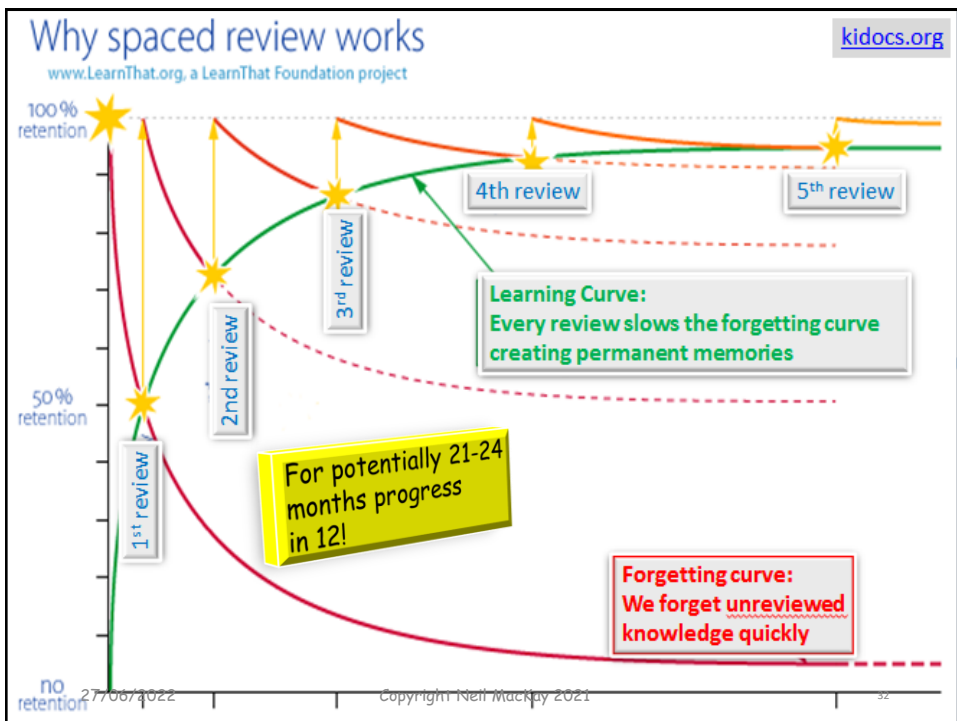 Why spaced review works
kidocs.org
www.LearnThat.org, a LearnThat Foundation project
100%
retention
4th review
5th review
3rd review
Learning Curve:
Every review slows the forgetting curve
creating permanent memories
2nd review
50%
retention
For potentially 21-24
months progress
in 12!
1st review
Forgetting curve:
We forget unreviewed
knowledge quickly
no
retention
27/06/2022
Copyright Neil MacKay 2021
32